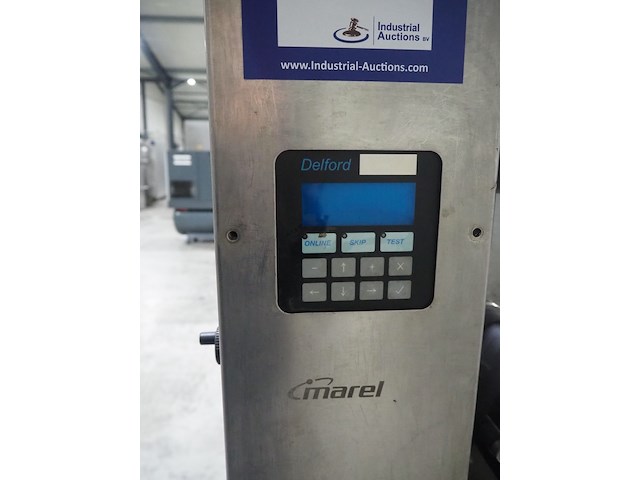 Industrial
Auctions BV
www.Industrial-Auctions.com
Delford
ONLINE SKIP TEST
- ↑ + ×
← ↓ → ✓
marel